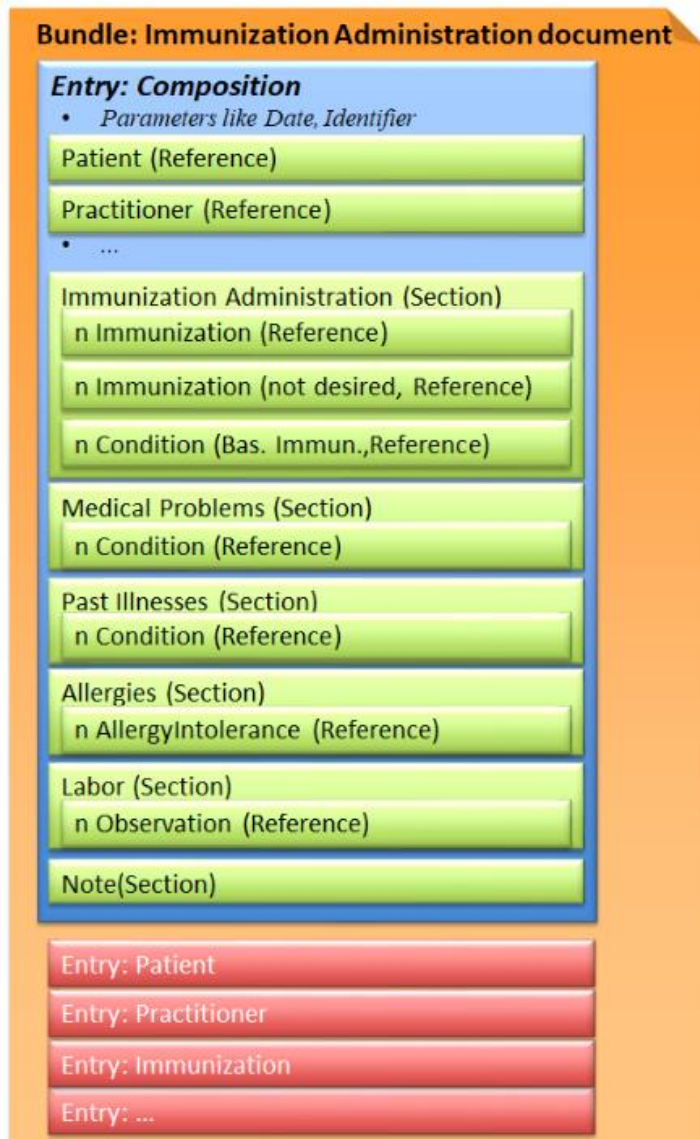 Bundle: Immunization Administration document
Entry: Composition
• Parameters like Date, Identifier
Patient (Reference)
Practitioner (Reference)
• ...
Immunization Administration (Section)
n Immunization (Reference)
n Immunization (not desired, Reference)
n Condition (Bas. Immun.,Reference)
Medical Problems (Section)
n Condition (Reference)
Past Illnesses (Section)
n Condition (Reference)
Allergies (Section)
n AllergyIntolerance (Reference)
Labor (Section)
n Observation (Reference)
Note(Section)
Entry: Patient
Entry: Practitioner
Entry: Immunization
Entry: ...